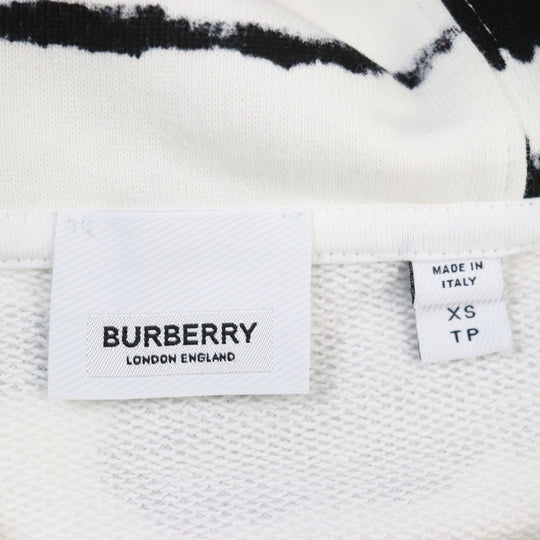 BURBERRY
LONDON ENGLAND
MADE IN
ITALY
XS
TP